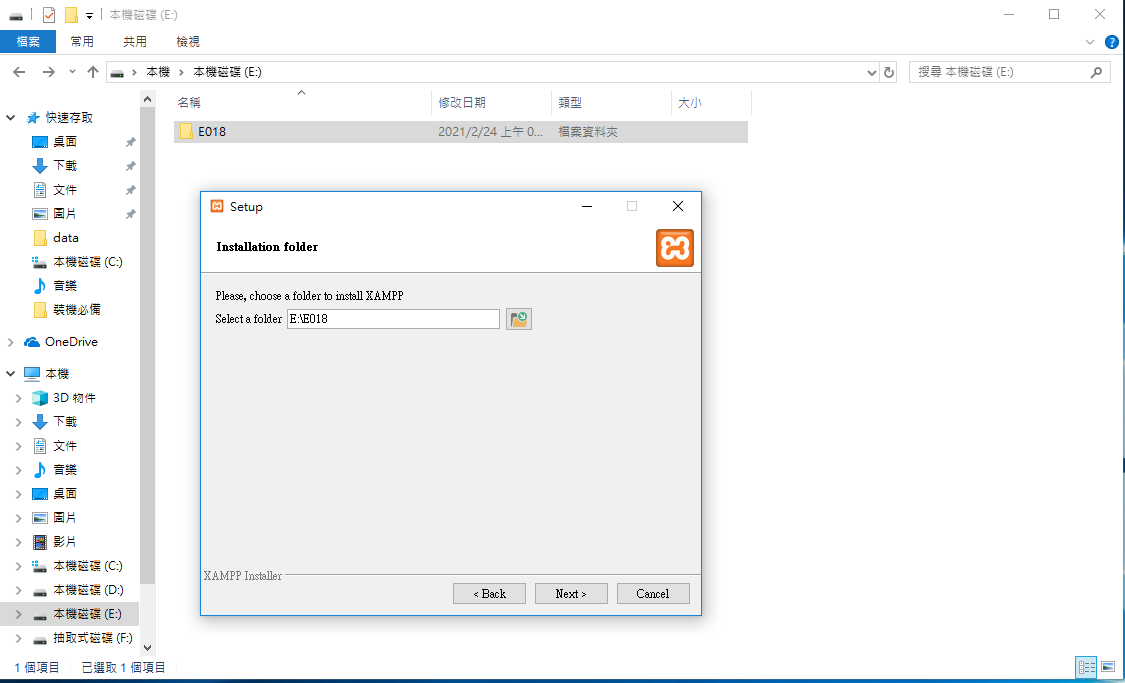 本機磁碟 (E:)
檔案 常用 共用 檢視
本機 › 本機磁碟 (E:)
搜尋 本機磁碟 (E:)
名稱 修改日期 類型 大小
E018 2021/2/24 上午 0... 檔案資料夾
快速存取
桌面
下載
文件
圖片
data
本機磁碟 (C:)
音樂
裝機必備
OneDrive
本機
3D 物件
下載
文件
音樂
桌面
圖片
影片
本機磁碟 (C:)
本機磁碟 (D:)
本機磁碟 (E:)
抽取式磁碟 (F:)
Setup
Installation folder
Please, choose a folder to install XAMPP
Select a folder E:\E018
XAMPP Installer
< Back Next > Cancel
1 個項目 已選取 1 個項目